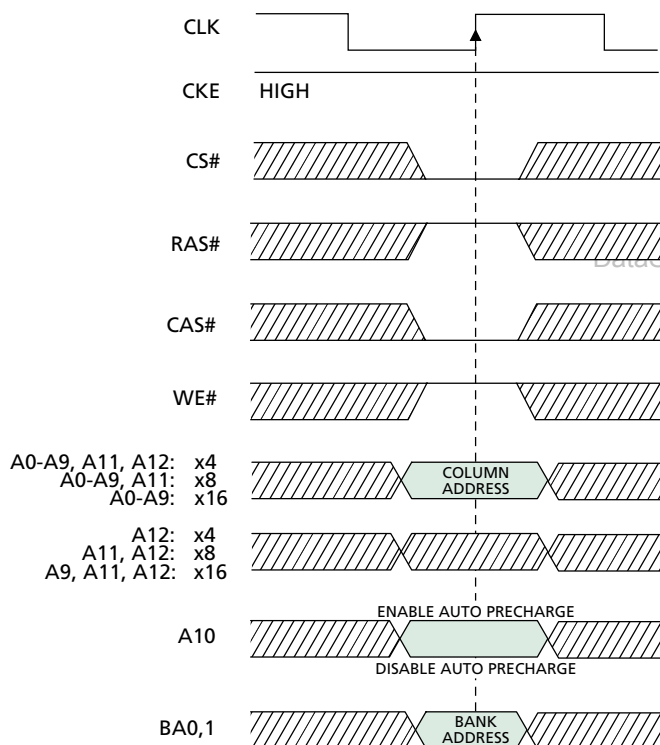 CLK
CKE HIGH
CS#
RAS#
CAS#
WE#
A0-A9, A11, A12: x4
A0-A9, A11: x8
A0-A9: x16
COLUMN
ADDRESS
A12: x4
A11, A12: x8
A9, A11, A12: x16
ENABLE AUTO PRECHARGE
A10
DISABLE AUTO PRECHARGE
BA0,1
BANK
ADDRESS